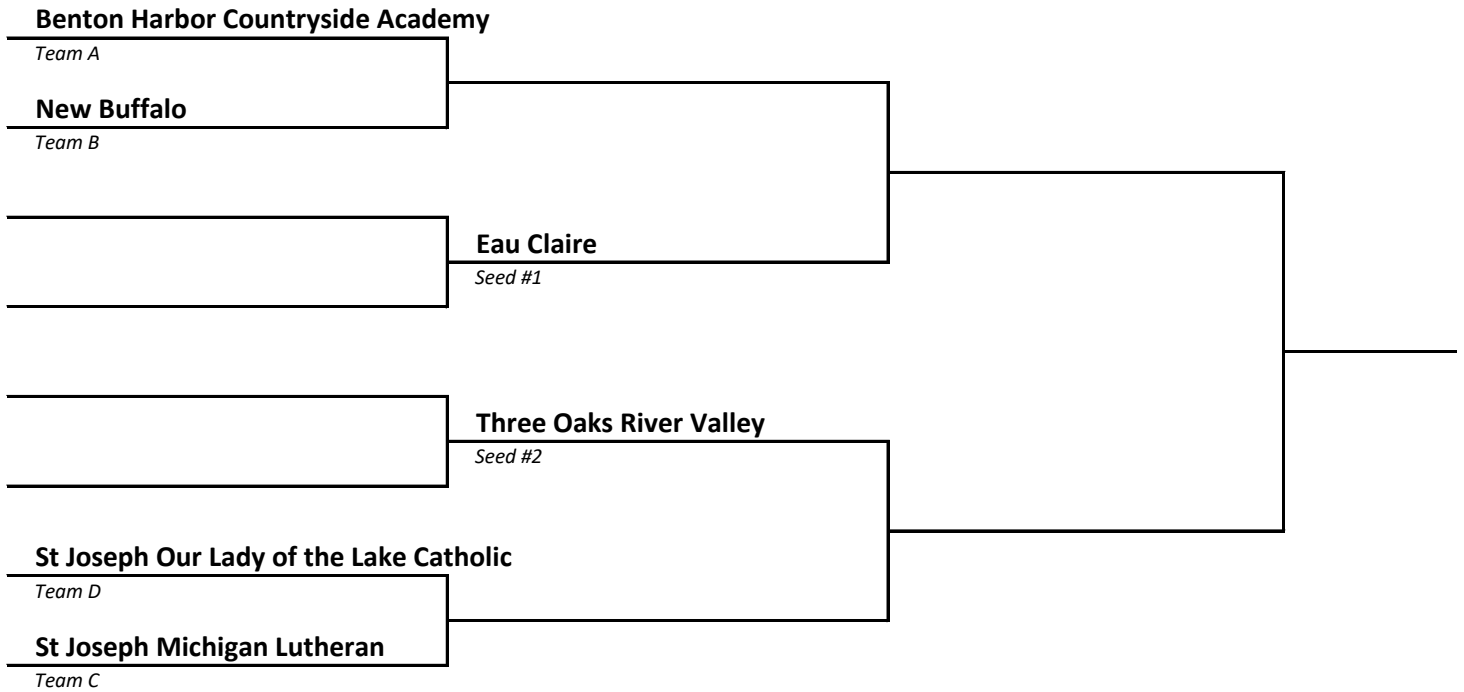 Benton Harbor Countryside Academy
Team A
New Buffalo
Team B
Eau Claire
Seed #1
Three Oaks River Valley
Seed #2
St Joseph Our Lady of the Lake Catholic
Team D
St Joseph Michigan Lutheran
Team C